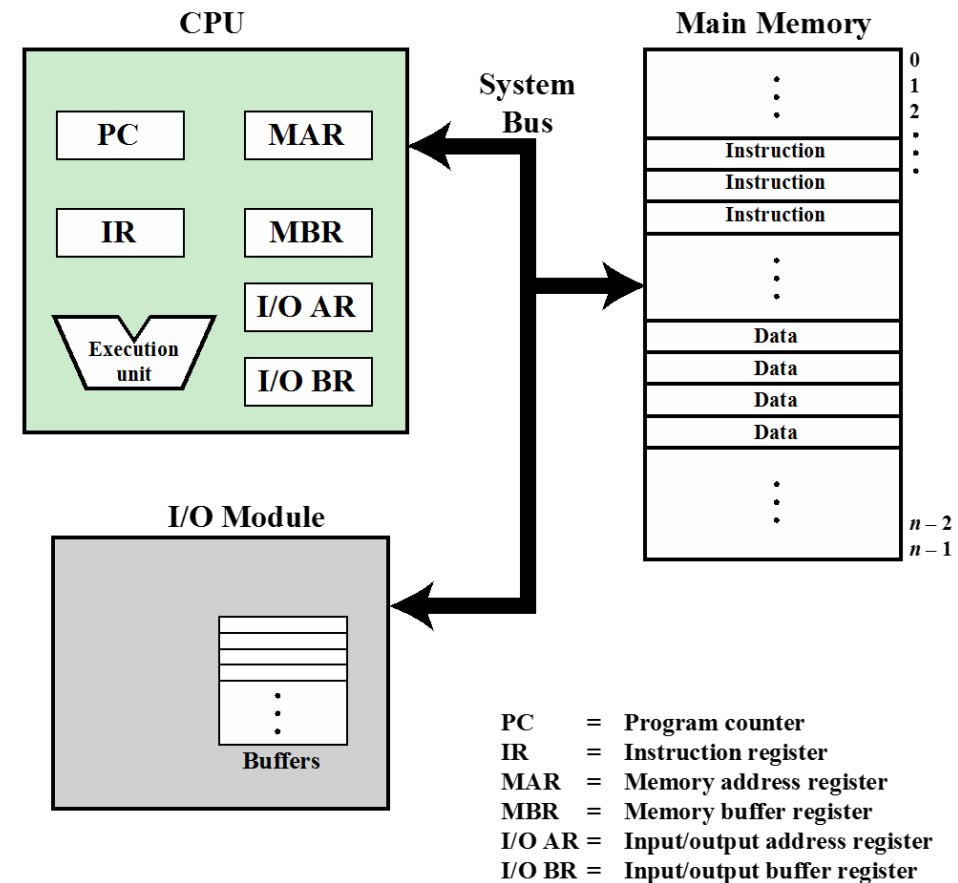 CPU
PC
MAR
IR
MBR
I/O AR
I/O BR
Execution
unit
System
Bus
Main Memory
0
1
2
Instruction
Instruction
Instruction
Data
Data
Data
Data
n – 2
n – 1
I/O Module
Buffers
PC = Program counter
IR = Instruction register
MAR = Memory address register
MBR = Memory buffer register
I/O AR = Input/output address register
I/O BR = Input/output buffer register